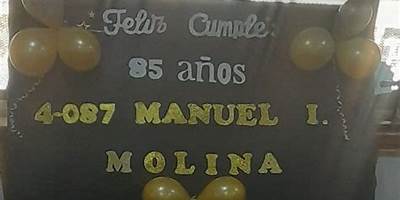 Feliz Cumple:
85 años
4-087 MANUEL I.
MOLINA